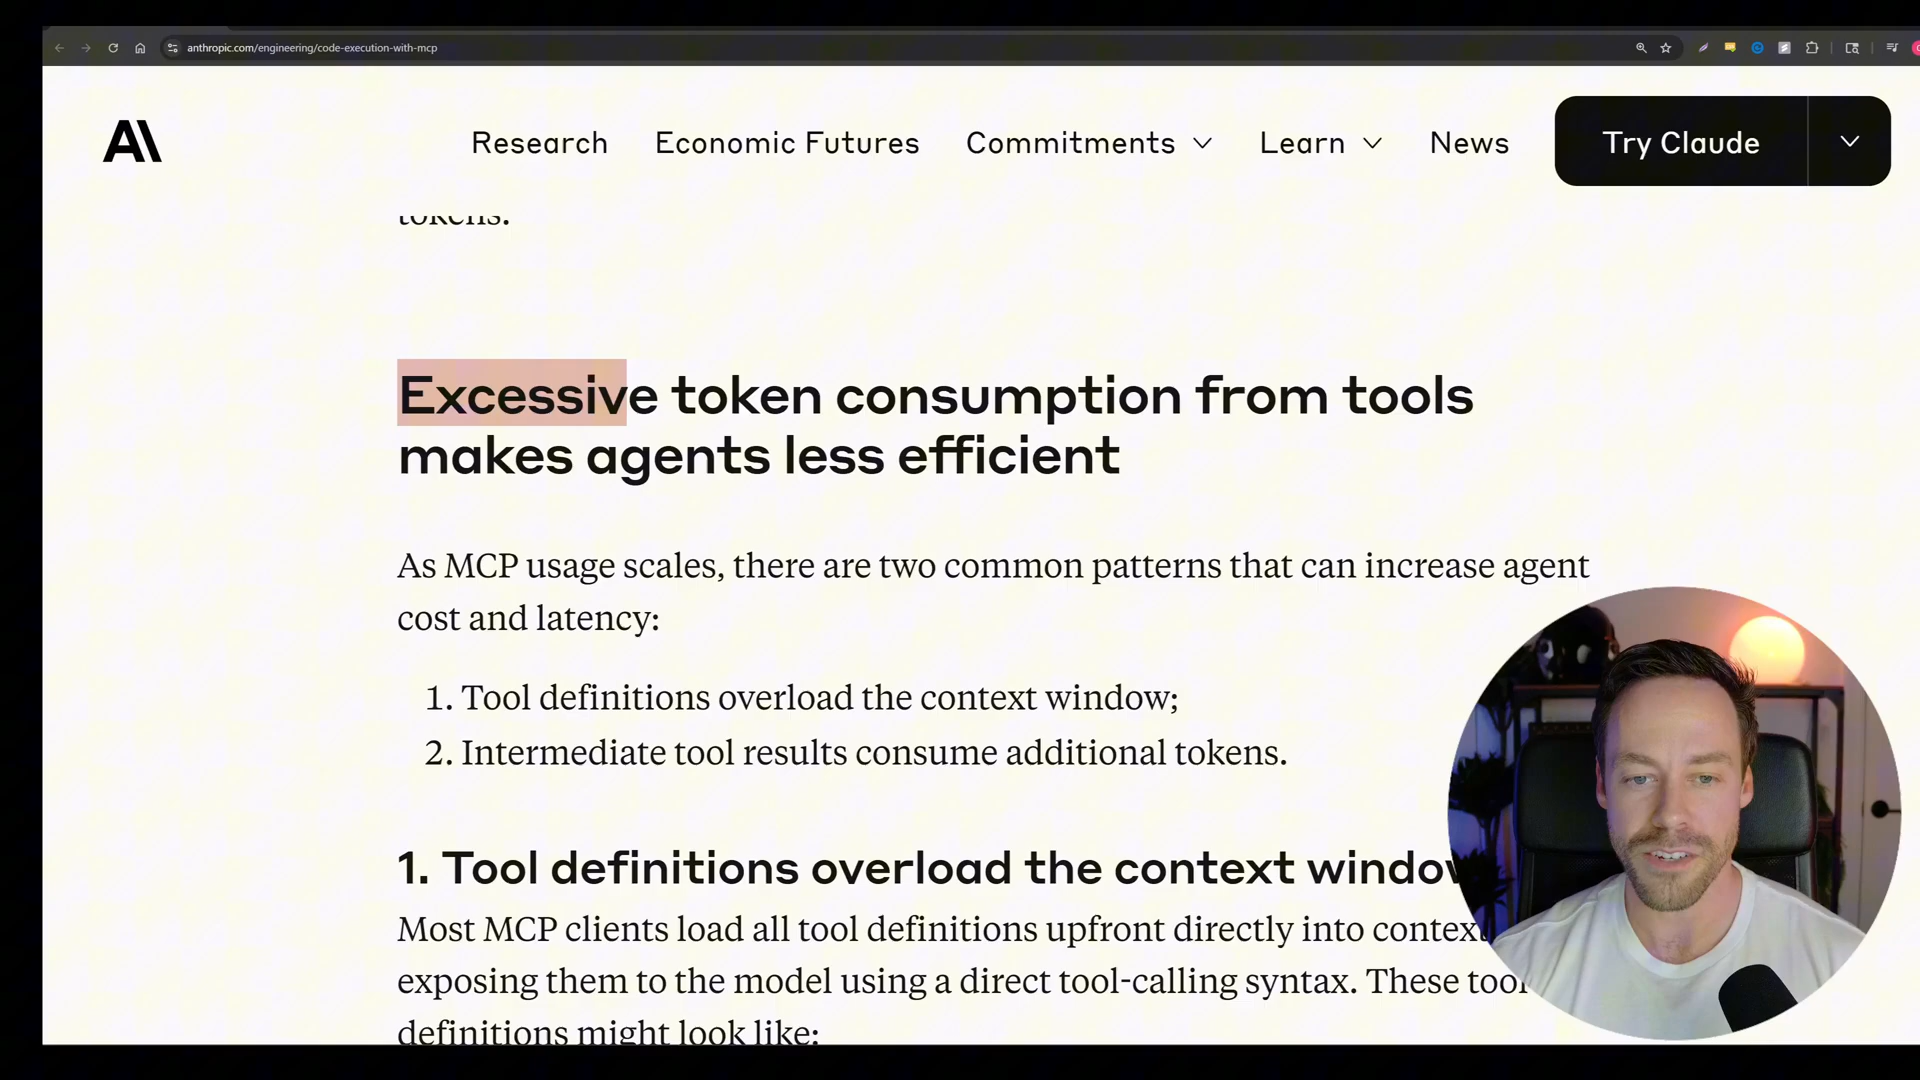 anthropic.com/engineering/code-execution-with-mcp
Research Economic Futures Commitments Learn News Try Claude
tokens.
Excessive token consumption from tools
makes agents less efficient
As MCP usage scales, there are two common patterns that can increase agent
cost and latency:
1. Tool definitions overload the context window;
2. Intermediate tool results consume additional tokens.
1. Tool definitions overload the context window
Most MCP clients load all tool definitions upfront directly into context
exposing them to the model using a direct tool-calling syntax. These tool
definitions might look like: